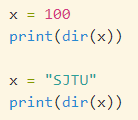 x = 100
print(dir(x))
x = "SJTU"
print(dir(x))